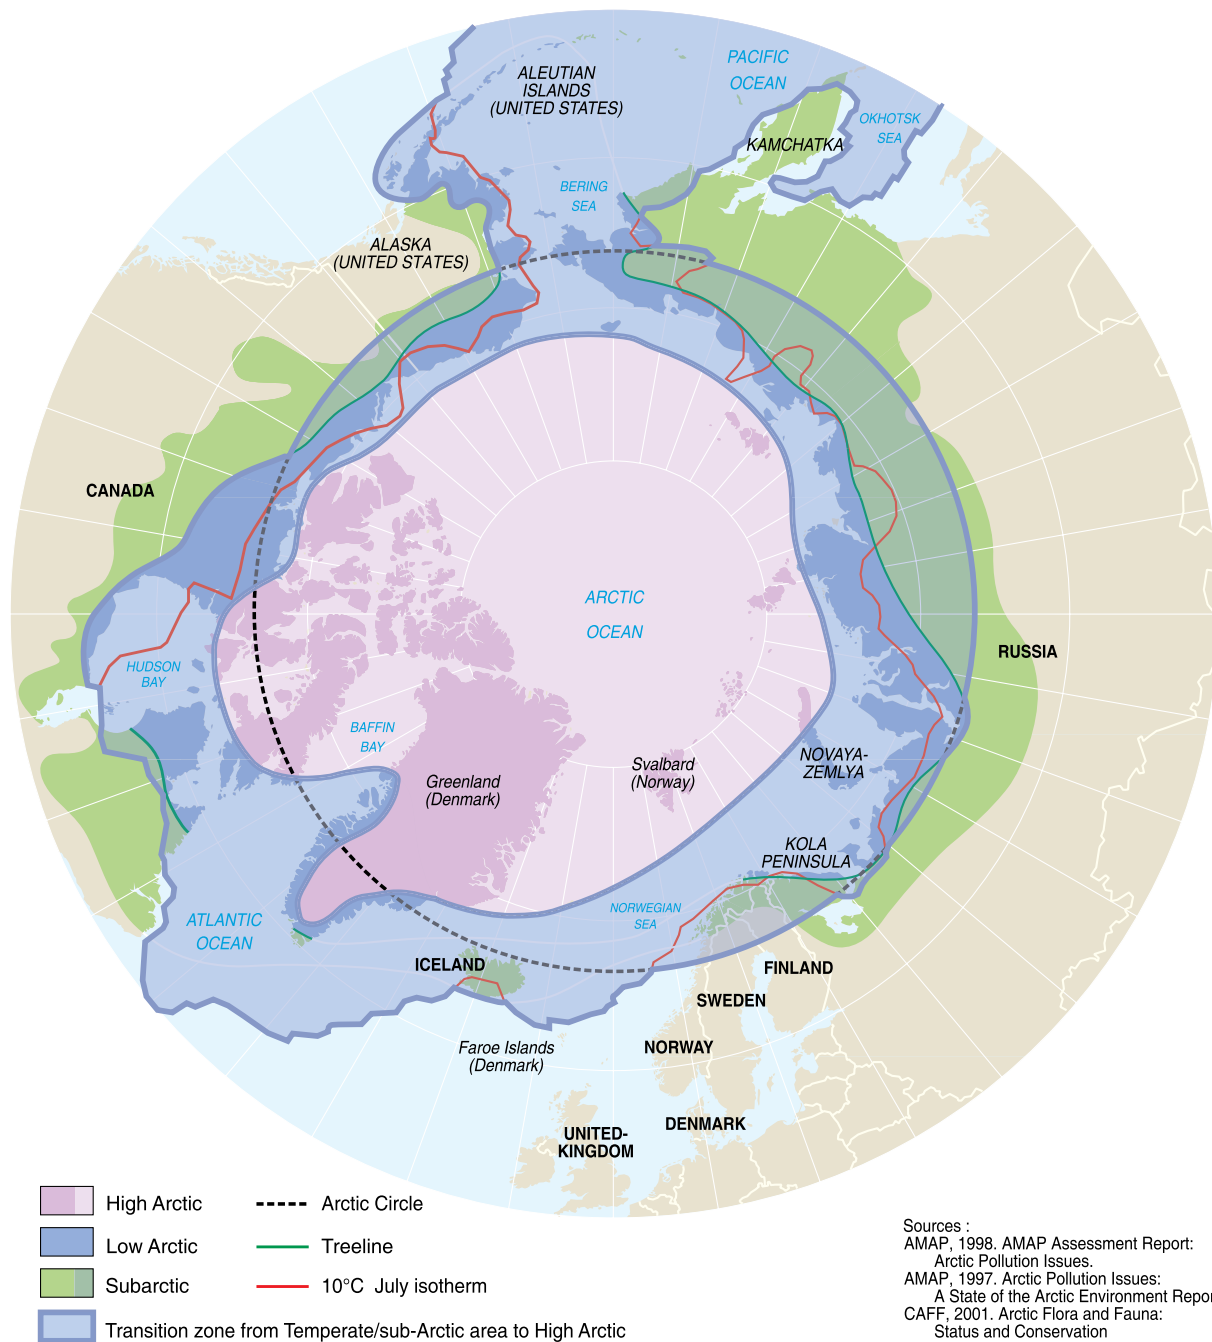 PACIFIC
OCEAN
ALEUTIAN
ISLANDS
(UNITED STATES)
OKHOTSK
SEA
KAMCHATKA
BERING
SEA
ALASKA
(UNITED STATES)
CANADA
ARCTIC
OCEAN
RUSSIA
HUDSON
BAY
BAFFIN
BAY
NOVAYA-
ZEMLYA
Svalbard
(Norway)
Greenland
(Denmark)
KOLA
PENINSULA
NORWEGIAN
SEA
ATLANTIC
OCEAN
ICELAND
FINLAND
SWEDEN
NORWAY
Faroe Islands
(Denmark)
DENMARK
UNITED-
KINGDOM
High Arctic
Arctic Circle
Low Arctic
Treeline
Subarctic
10°C July isotherm
Transition zone from Temperate/sub-Arctic area to High Arctic
Sources :
AMAP, 1998. AMAP Assessment Report:
Arctic Pollution Issues.
AMAP, 1997. Arctic Pollution Issues:
A State of the Arctic Environment Repor
CAFF, 2001. Arctic Flora and Fauna:
Status and Conservation